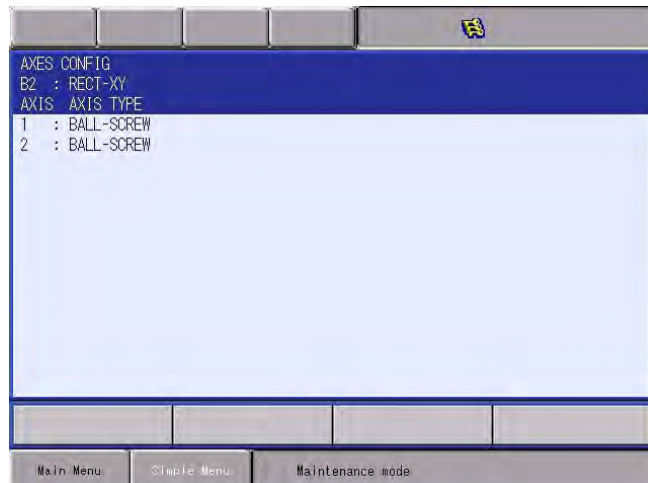 AXES CONFIG
B2 : RECT-XY
AXIS AXIS TYPE
1 : BALL-SCREW
2 : BALL-SCREW
Main Menu Simple Menu Maintenance mode